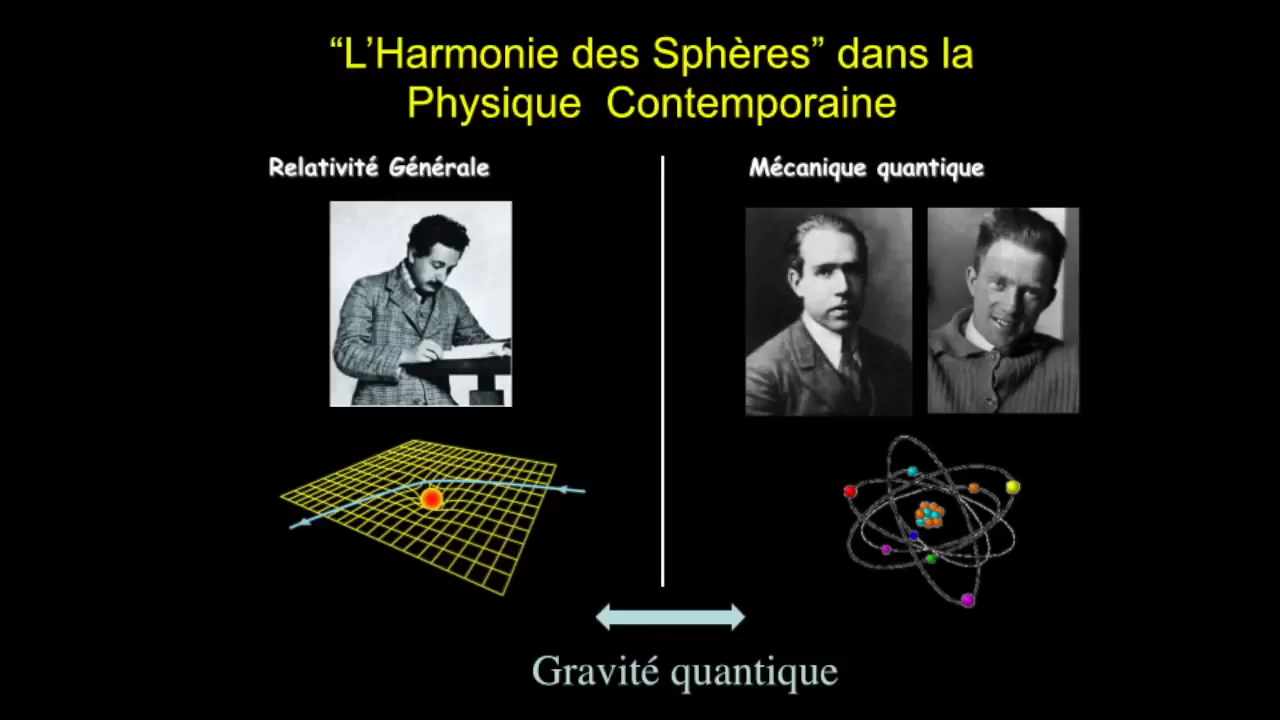 “L’Harmonie des Sphères” dans la
Physique Contemporaine
Relativité Générale
Mécanique quantique
Gravité quantique